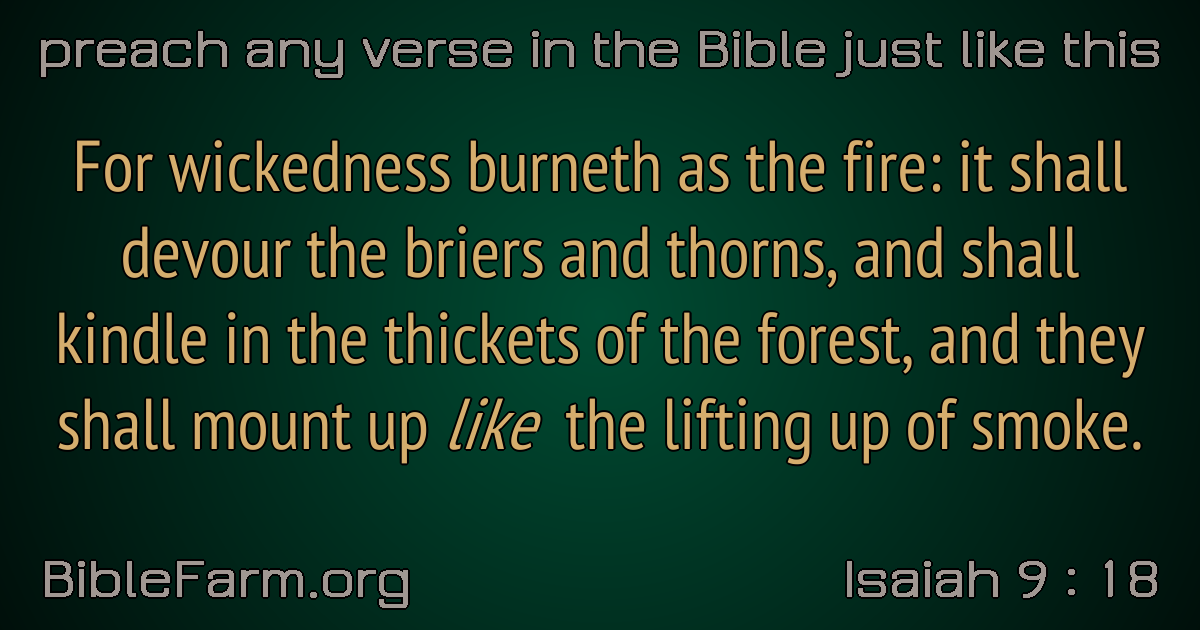 preach any verse in the Bible just like this
For wickedness burneth as the fire: it shall
devour the briers and thorns, and shall
kindle in the thickets of the forest, and they
shall mount up like the lifting up of smoke.
BibleFarm.org
Isaiah 9 : 18